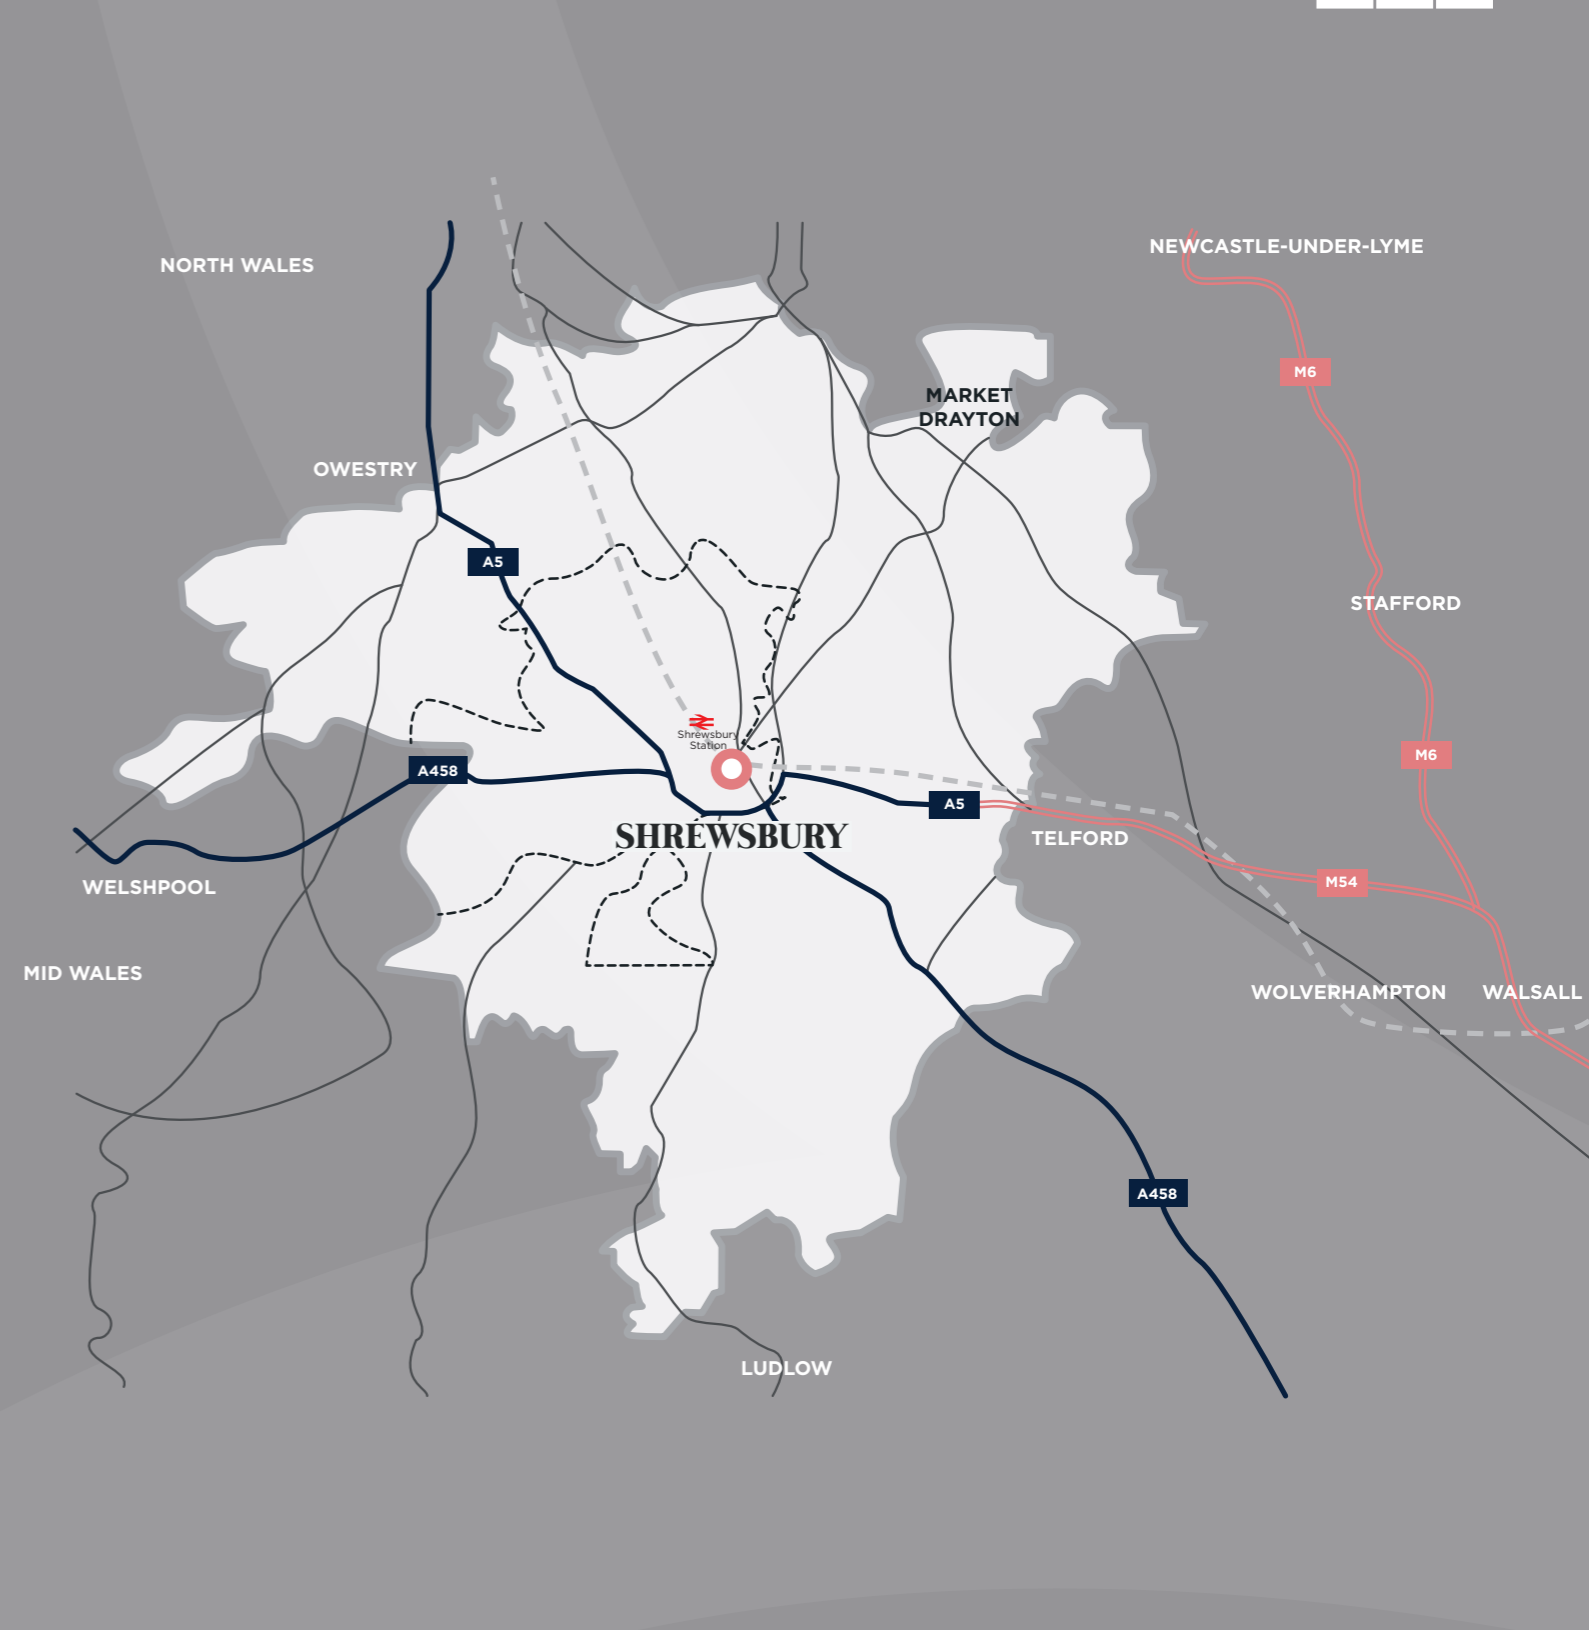 NEWCASTLE-UNDER-LYME
NORTH WALES
M6
MARKET
DRAYTON
OWESTRY
A5
STAFFORD
Shrewsbury
Station
M6
A458
A5
SHREWSBURY
TELFORD
M54
WELSHPOOL
MID WALES
WOLVERHAMPTON
WALSALL
A458
LUDLOW